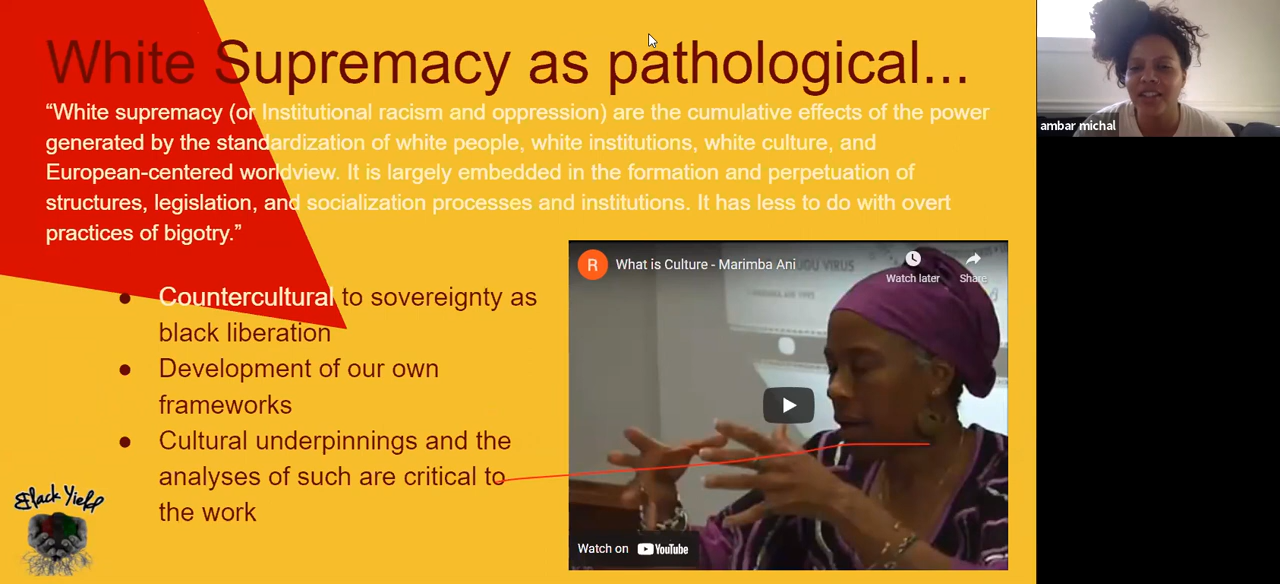 White Supremacy as pathological...
“White supremacy (or Institutional racism and oppression) are the cumulative effects of the power
generated by the standardization of white people, white institutions, white culture, and
European-centered worldview. It is largely embedded in the formation and perpetuation of
structures, legislation, and socialization processes and institutions. It has less to do with overt
practices of bigotry.”
● Countercultural to sovereignty as
black liberation
● Development of our own
frameworks
● Cultural underpinnings and the
analyses of such are critical to
the work
Black Yield
R
What is Culture - Marimba Ani
VIRUS
Watch later
Share
Watch on YouTube
ambar michal